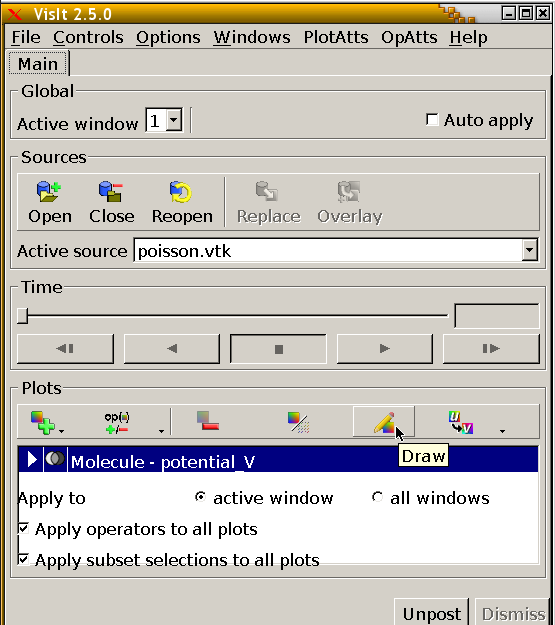 VisIt 2.5.0
File Controls Options Windows PlotAtts OpAtts Help
Main
Global
Active window 1 Auto apply
Sources
Open Close Reopen Replace Overlay
Active source poisson.vtk
Time
Plots
op(u) +/-
Draw
Molecule - potential_V
Apply to active window all windows
Apply operators to all plots
Apply subset selections to all plots
Unpost Dismiss